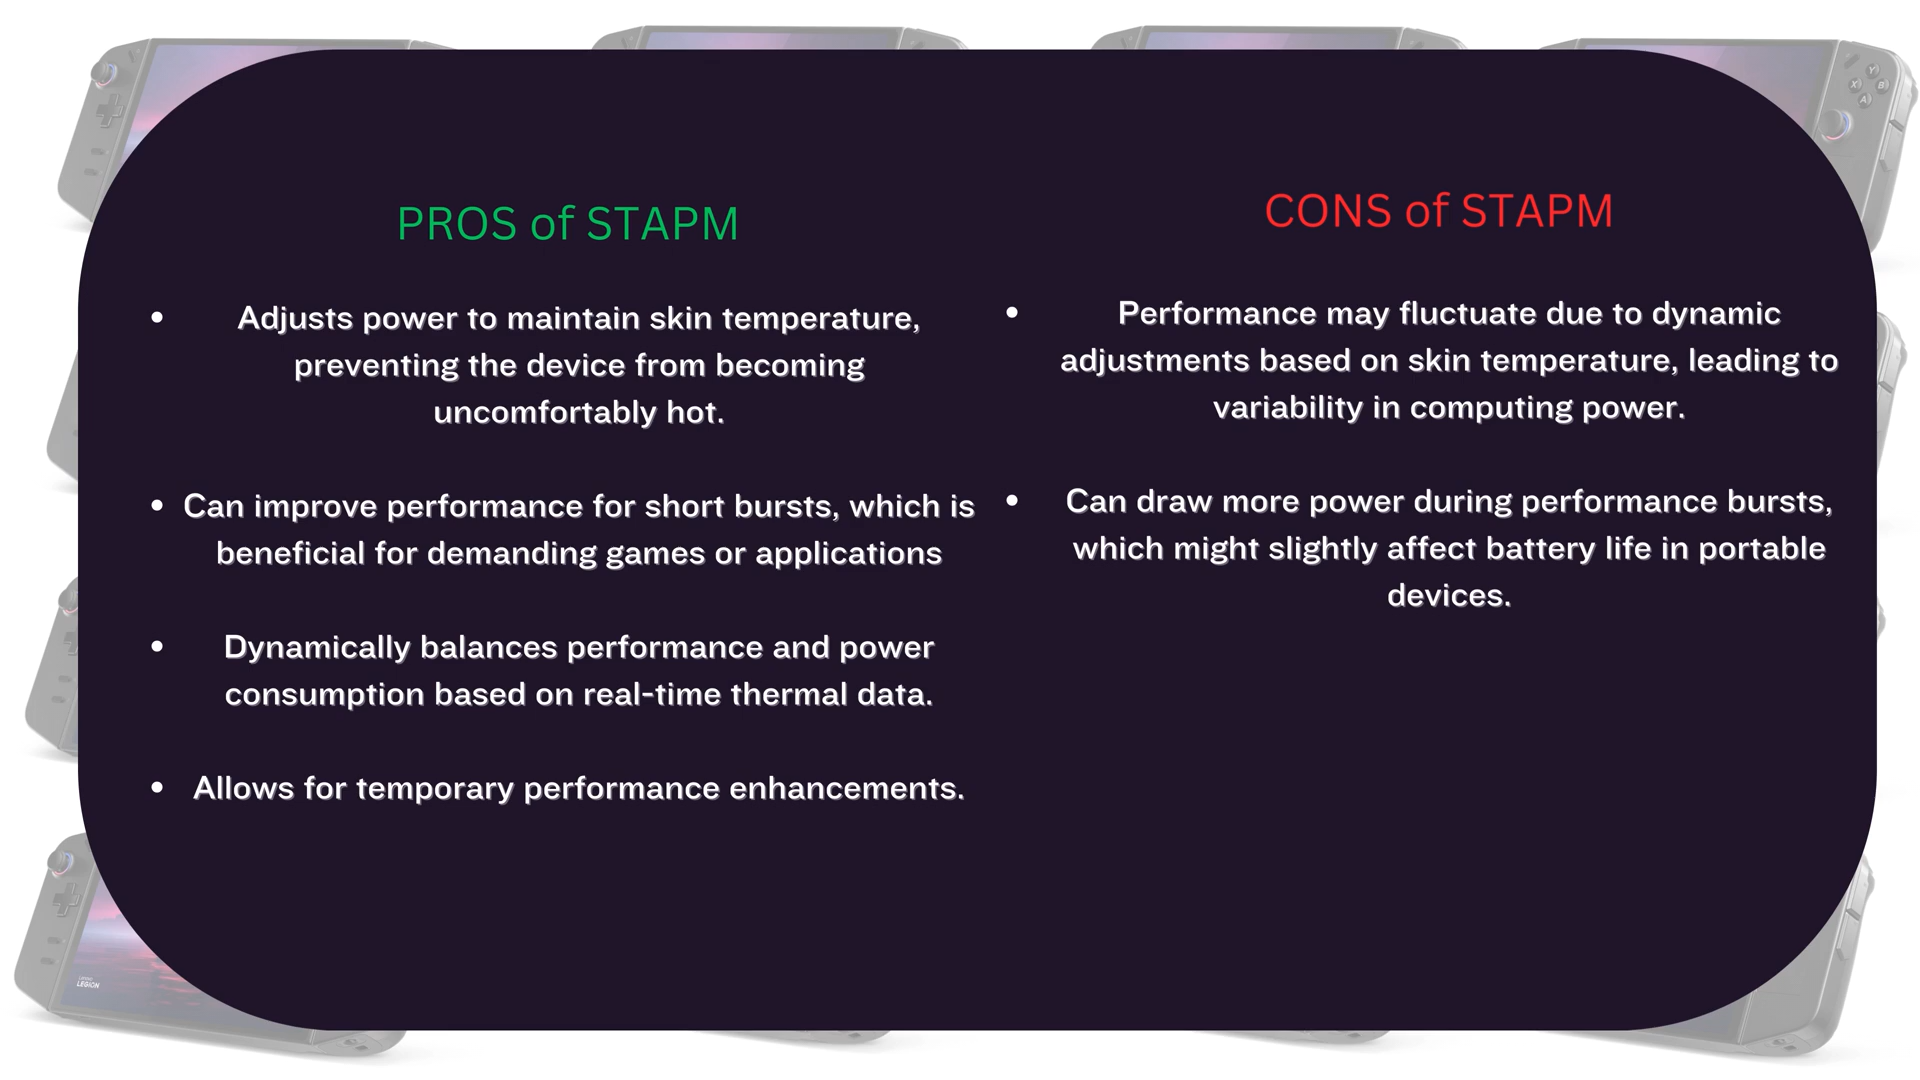 PROS of STAPM
• Adjusts power to maintain skin temperature,
preventing the device from becoming
uncomfortably hot.
• Can improve performance for short bursts, which is
beneficial for demanding games or applications
• Dynamically balances performance and power
consumption based on real-time thermal data.
• Allows for temporary performance enhancements.
CONS of STAPM
• Performance may fluctuate due to dynamic
adjustments based on skin temperature, leading to
variability in computing power.
• Can draw more power during performance bursts,
which might slightly affect battery life in portable
devices.
Y
X B
A
Lenovo
LEGION